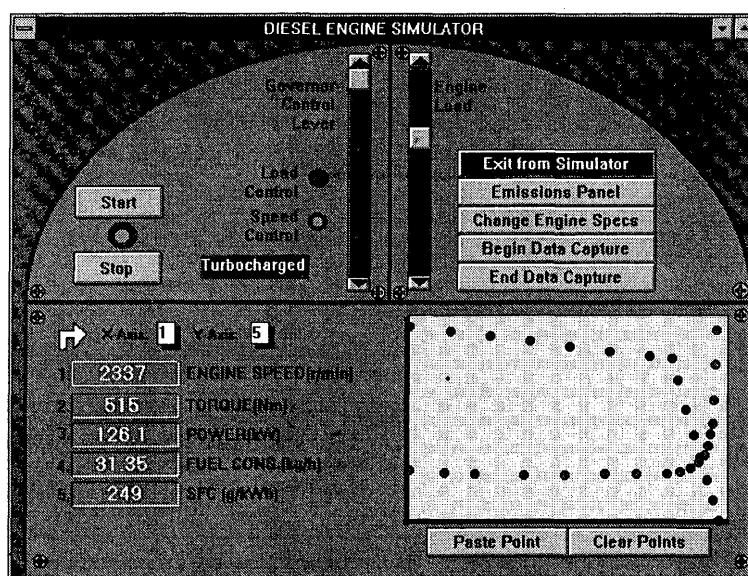 DIESEL ENGINE SIMULATOR
Governor
Control
Lever
Engine
Load
Load
Control
Speed
Control
Start
Stop
Turbocharged
Exit from Simulator
Emissions Panel
Change Engine Specs
Begin Data Capture
End Data Capture
X-Axis: 1 Y-Axis: 5
1. 2337 ENGINE SPEED(r/min)
2. 515 TORQUE(Nm)
3. 126.1 POWER(kW)
4. 31.35 FUEL CONS.(kg/h)
5. 249 SFC (g/kWh)
Paste Point
Clear Points